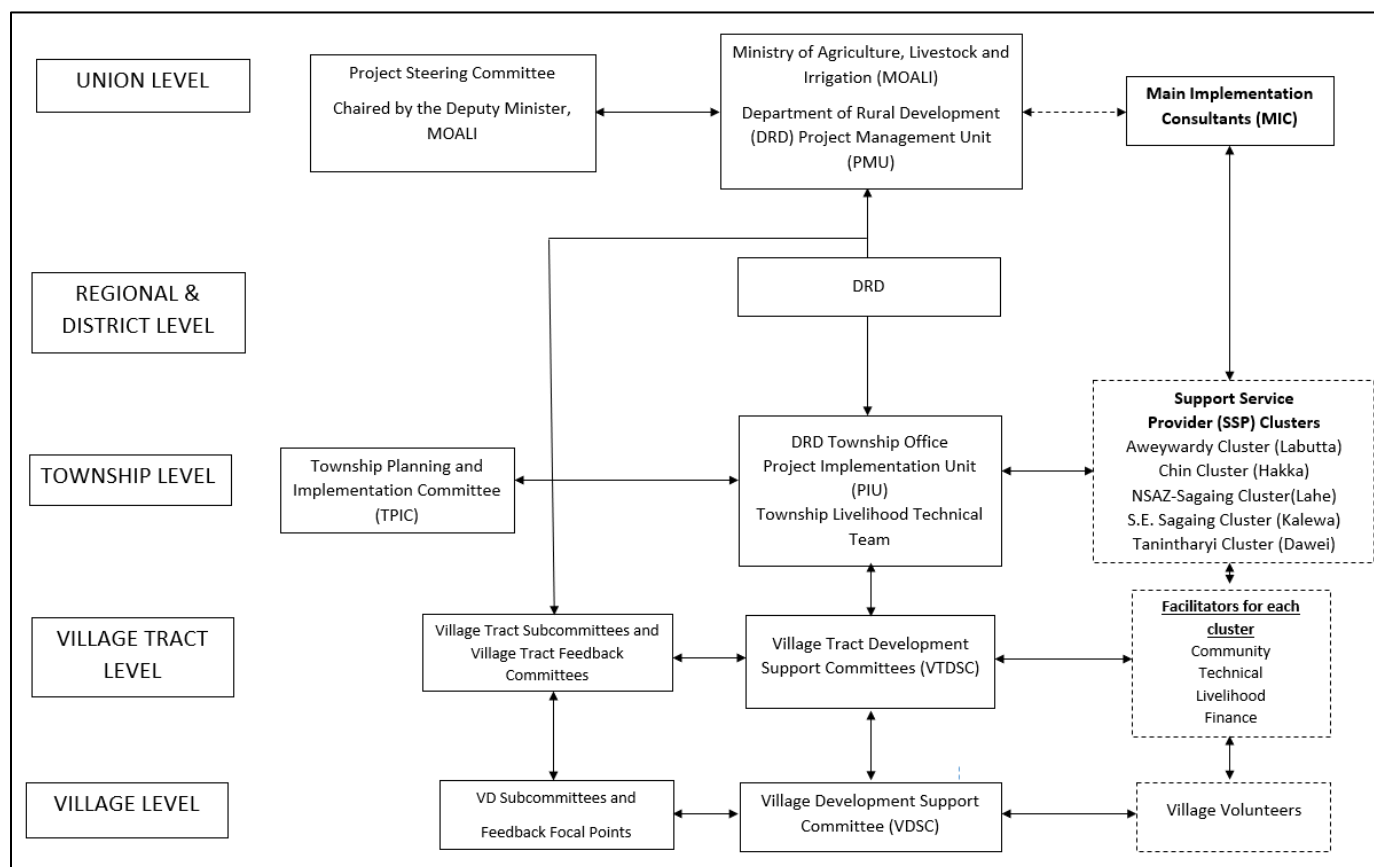 UNION LEVEL
Project Steering Committee
Chaired by the Deputy Minister,
MOALI
Ministry of Agriculture, Livestock and
Irrigation (MOALI)
Department of Rural Development
(DRD) Project Management Unit
(PMU)
Main Implementation
Consultants (MIC)
REGIONAL &
DISTRICT LEVEL
DRD
TOWNSHIP LEVEL
Township Planning and
Implementation Committee
(TPIC)
DRD Township Office
Project Implementation Unit
(PIU)
Township Livelihood Technical
Team
Support Service
Provider (SSP) Clusters
Aweywardy Cluster (Labutta)
Chin Cluster (Hakka)
NSAZ-Sagaing Cluster(Lahe)
S.E. Sagaing Cluster (Kalewa)
Tanintharyi Cluster (Dawei)
VILLAGE TRACT
LEVEL
Village Tract Subcommittees and
Village Tract Feedback
Committees
Village Tract Development
Support Committees (VTDSC)
Facilitators for each
cluster
Community
Technical
Livelihood
Finance
VILLAGE LEVEL
VD Subcommittees and
Feedback Focal Points
Village Development Support
Committee (VDSC)
Village Volunteers